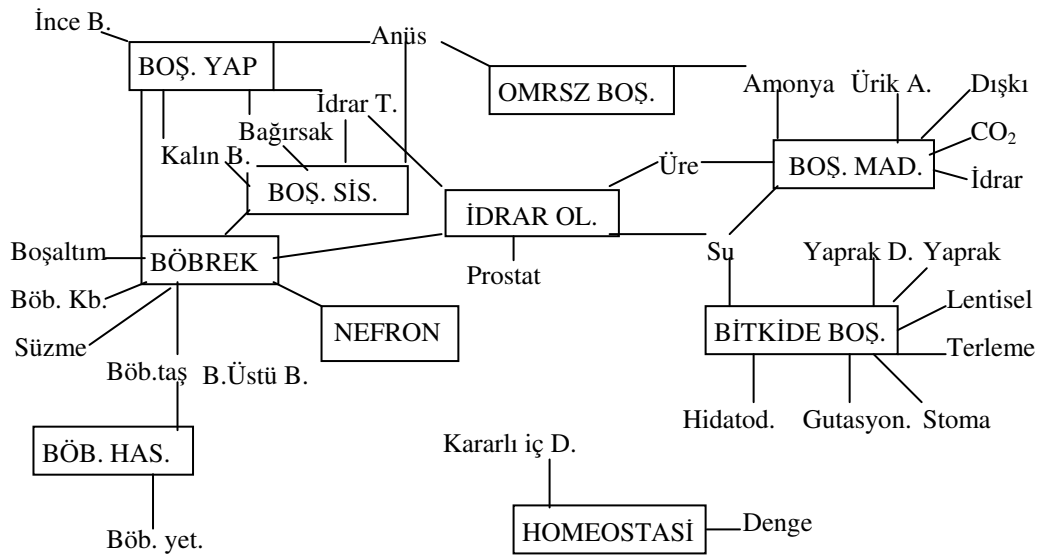 İnce B.
Anüs
BOŞ. YAP
OMRSZ BOŞ.
Amonya Ürik A. Dışkı
İdrar T.
Bağırsak
CO₂
Kalın B.
Üre
BOŞ. MAD.
İdrar
BOŞ. SİS.
İDRAR OL.
Boşaltım
BÖBREK
Su
Yaprak D. Yaprak
Prostat
Böb. Kb.
Lentisel
NEFRON
BİTKİDE BOŞ.
Süzme
Terleme
Böb.taş B.Üstü B.
Hidatod. Gutasyon. Stoma
BÖB. HAS.
Kararlı iç D.
HOMEOSTASİ
Denge
Böb. yet.